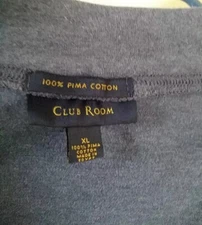 100% PIMA COTTON
CLUB ROOM
XL
100% PIMA
COTTON
MADE IN